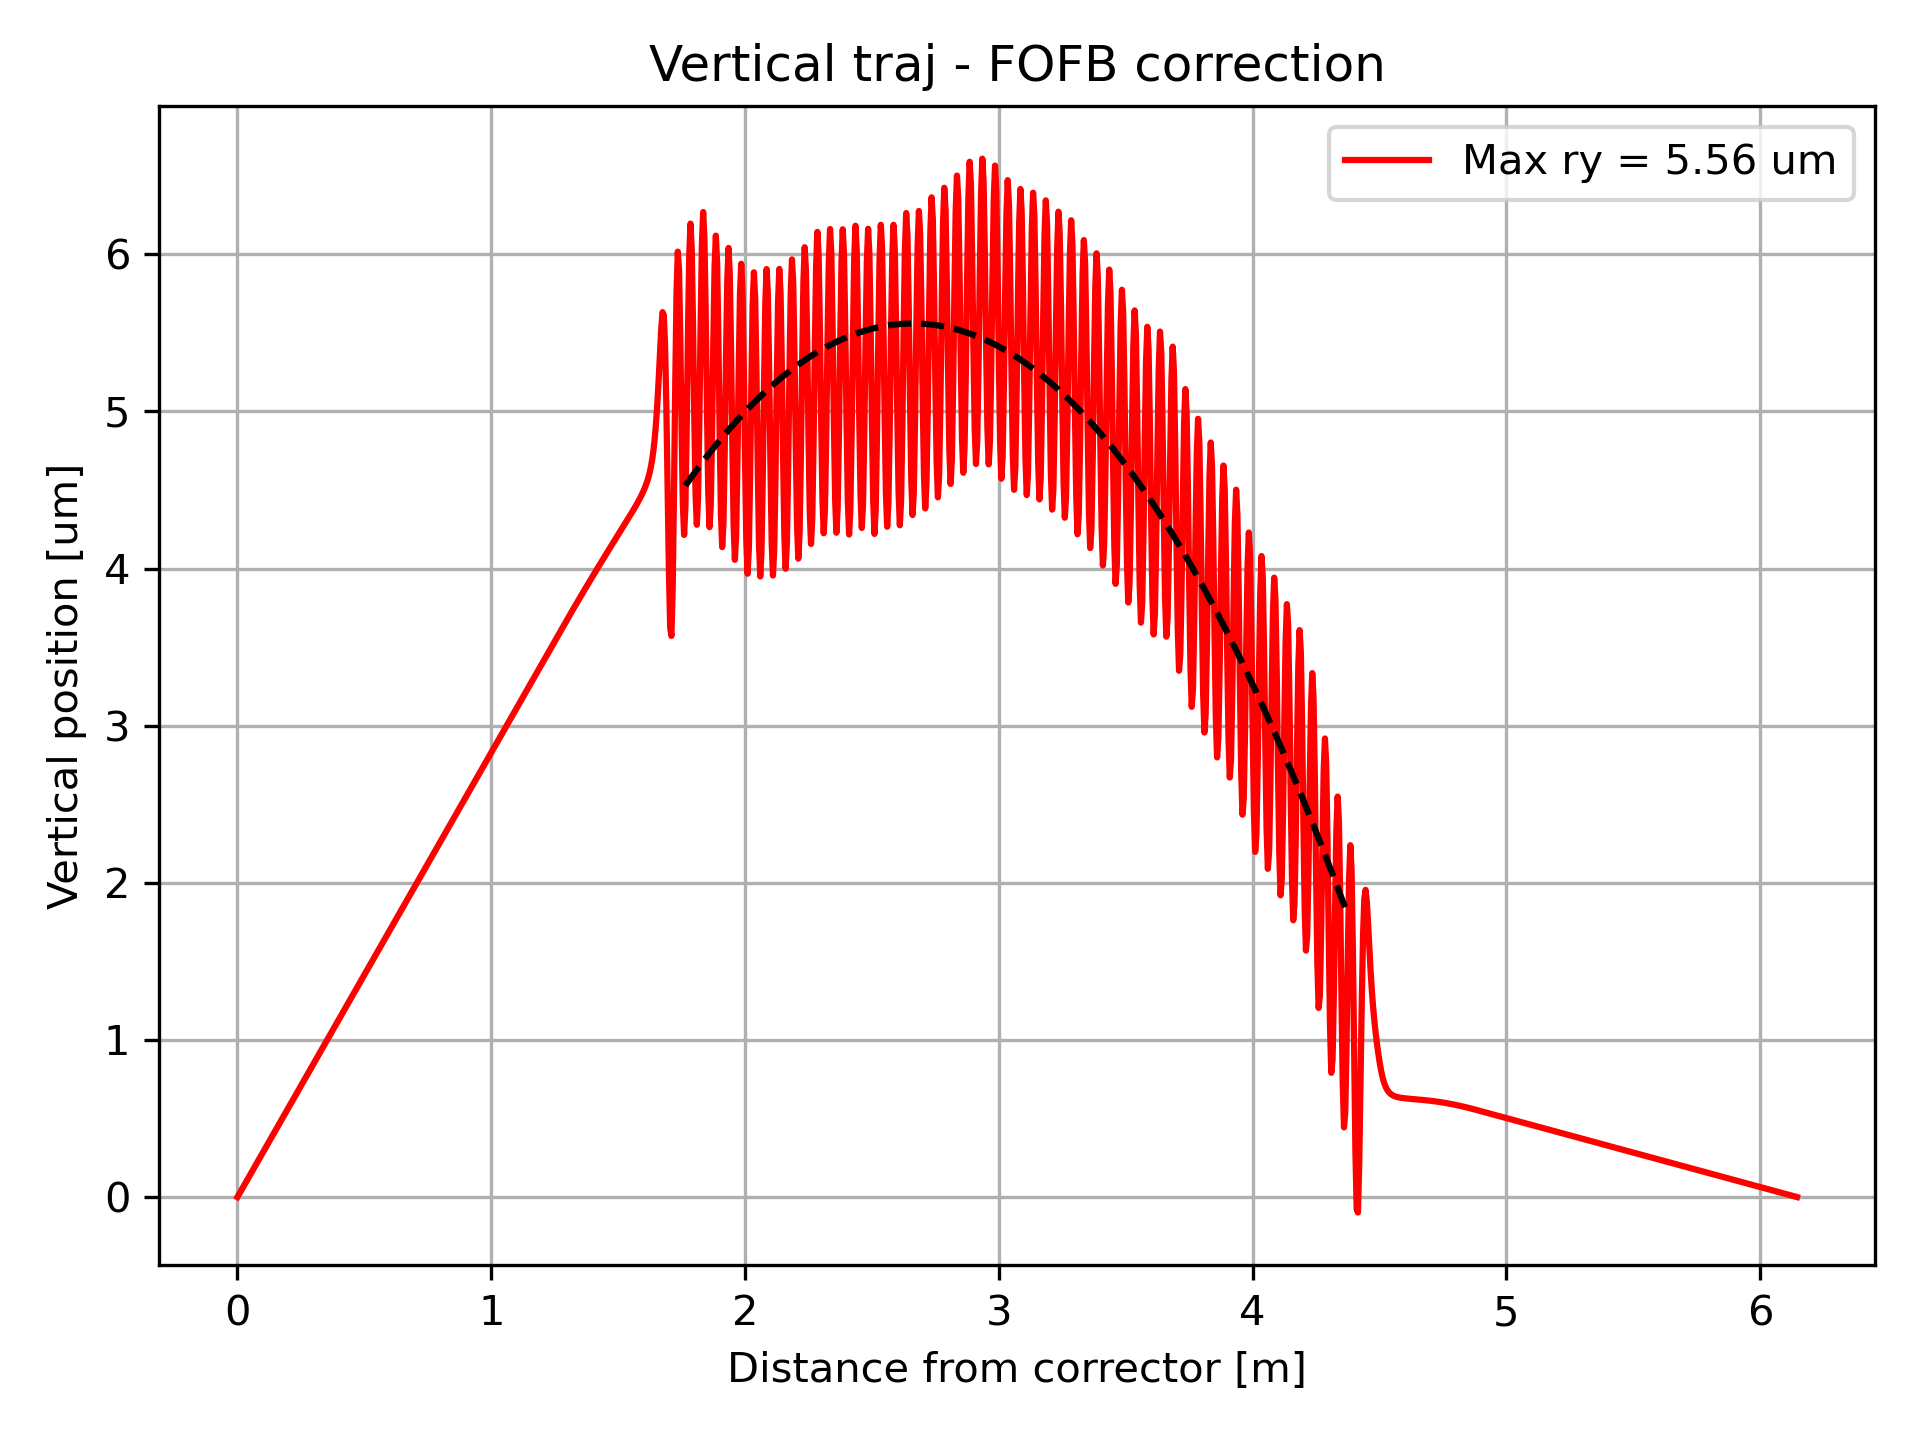 Vertical traj - FOFB correction
Max ry = 5.56 um
Vertical position [um]
6
5
4
3
2
1
0
0 1 2 3 4 5 6
Distance from corrector [m]